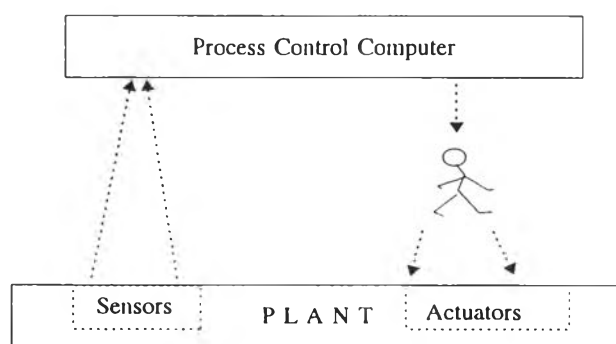 Process Control Computer
Sensors
P L A N T
Actuators